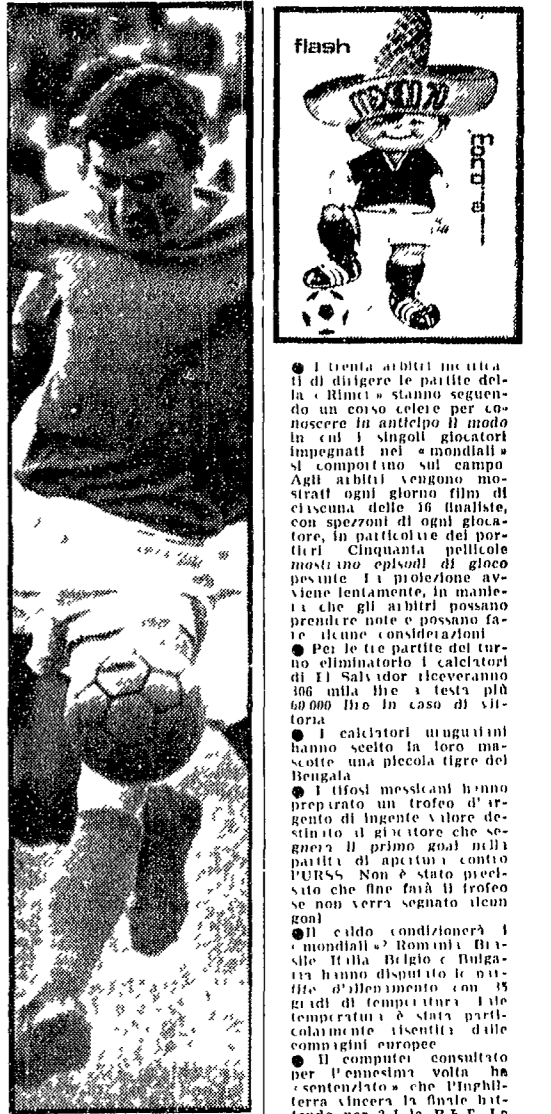 flash
MEXICO 70
● I trenta arbitri incarica
ti di dirigere le partite del-
la « Rimet » stanno seguen-
do un corso celere per co-
noscere in anticipo il modo
in cui i singoli giocatori
impegnati nei « mondiali »
si comportino sul campo
Agli arbitri vengono mo-
strati ogni giorno film di
ciascuna delle 16 finaliste,
con spezzoni di ogni gioca-
tore, in particolare dei por-
tieri Cinquanta pellicole
mostrano episodi di gioco
pesante La proiezione av-
viene lentamente, in manie-
ra che gli arbitri possano
prendere note e possano fa-
re alcune considerazioni
● Per le tre partite del tur-
no eliminatorio i calciatori
di El Salvador riceveranno
306 mila lire a testa più
60 000 lire in caso di vit-
toria
● I calciatori uruguaiani
hanno scelto la loro ma-
scotte una piccola tigre del
Bengala
● I tifosi messicani hanno
preparato un trofeo d'ar-
gento di ingente valore de-
stinato al giocatore che se-
gnerà il primo goal nella
partita di apertura contro
l'URSS Non è stato preci-
sato che fine farà il trofeo
se non verrà segnato alcun
goal
● Il caldo condizionerà i
« mondiali »? Romania Bra-
sile Italia Belgio e Bulga-
ria hanno disputato le par-
tite d'allenamento con 35
gradi di temperatura Tale
temperatura è stata parti-
colarmente risentita dalle
compagini europee
● Il computer consultato
per l'ennesima volta ha
« sentenziato » che l'Inghil-
terra vincerà la finale bat-
tendo per 2 1 la